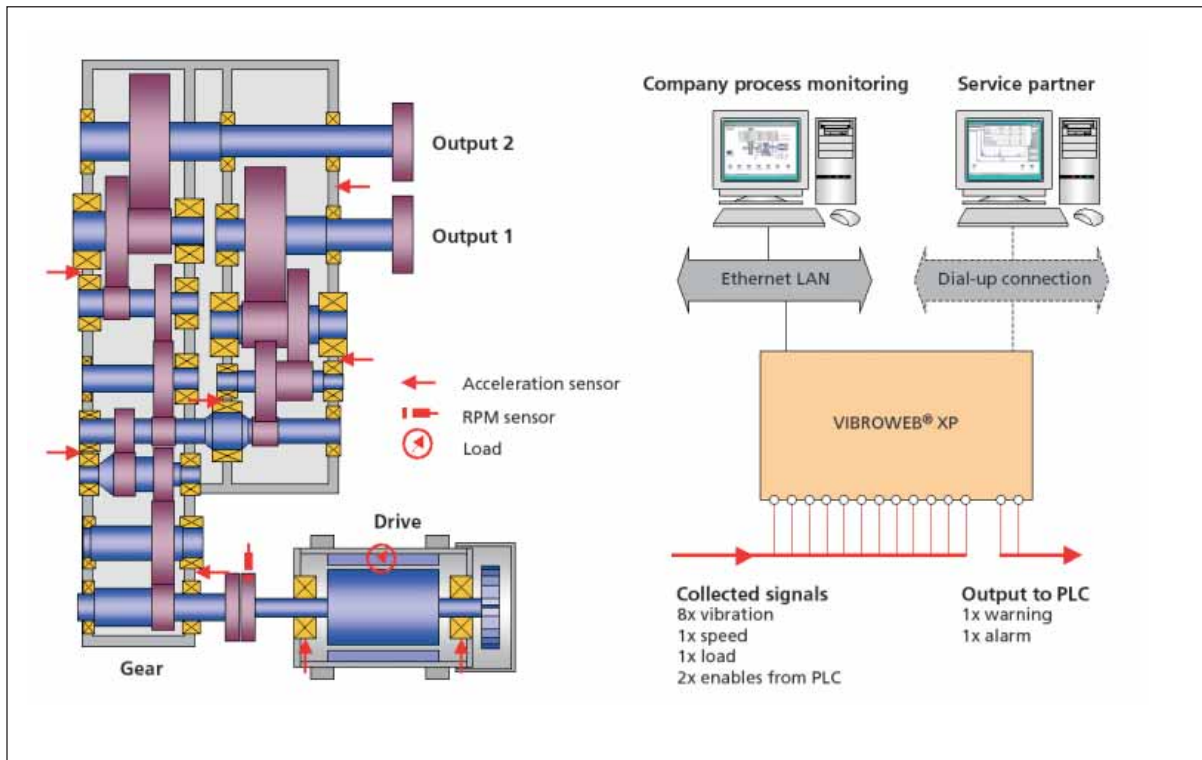 Company process monitoring
Service partner
Output 2
Output 1
Ethernet LAN
Dial-up connection
Acceleration sensor
RPM sensor
Load
VIBROWEB® XP
Drive
Gear
Collected signals
8x vibration
1x speed
1x load
2x enables from PLC
Output to PLC
1x warning
1x alarm